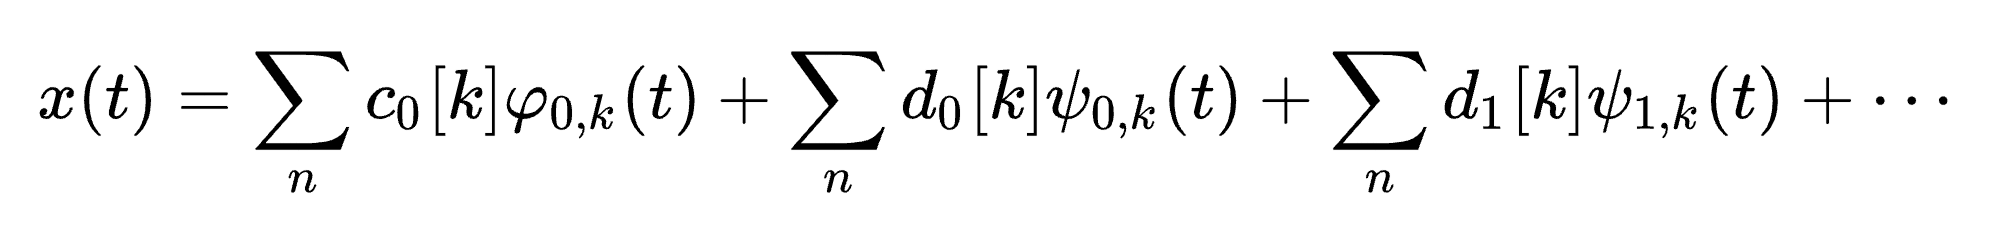 x(t) = \sum_{n} c_0[k]\varphi_{0,k}(t) + \sum_{n} d_0[k]\psi_{0,k}(t) + \sum_{n} d_1[k]\psi_{1,k}(t) + \cdots